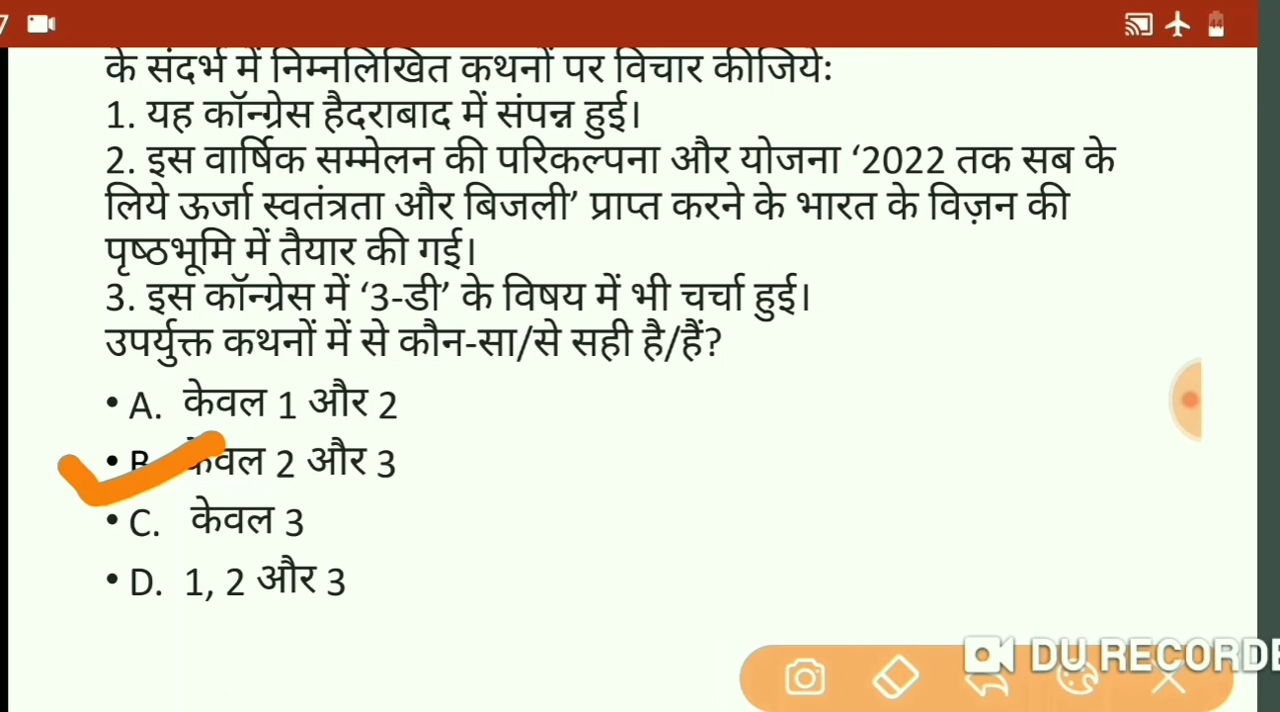 के संदर्भ में निम्नलिखित कथनों पर विचार कीजिये:
1. यह कॉन्ग्रेस हैदराबाद में संपन्न हुई।
2. इस वार्षिक सम्मेलन की परिकल्पना और योजना ‘2022 तक सब के
लिये ऊर्जा स्वतंत्रता और बिजली’ प्राप्त करने के भारत के विज़न की
पृष्ठभूमि में तैयार की गई।
3. इस कॉन्ग्रेस में ‘3-डी’ के विषय में भी चर्चा हुई।
उपर्युक्त कथनों में से कौन-सा/से सही है/हैं?
• A. केवल 1 और 2
• B. केवल 2 और 3
• C. केवल 3
• D. 1, 2 और 3
DU RECORDE